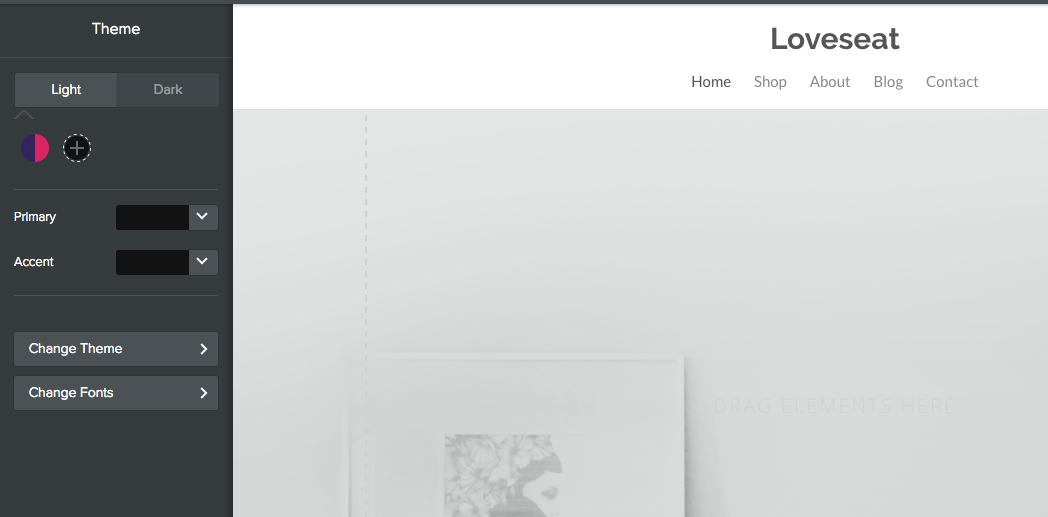 Theme
Light Dark
Primary
Accent
Change Theme
Change Fonts
Loveseat
Home Shop About Blog Contact
DRAG ELEMENTS HERE